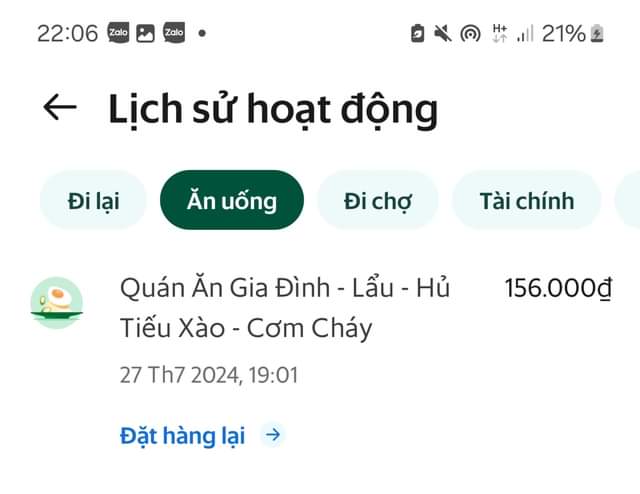 22:06 Zalo Zalo H+ 21%
Lịch sử hoạt động
Đi lại Ăn uống Đi chợ Tài chính
Quán Ăn Gia Đình - Lẩu - Hủ 156.000₫
Tiếu Xào - Cơm Cháy
27 Th7 2024, 19:01
Đặt hàng lại